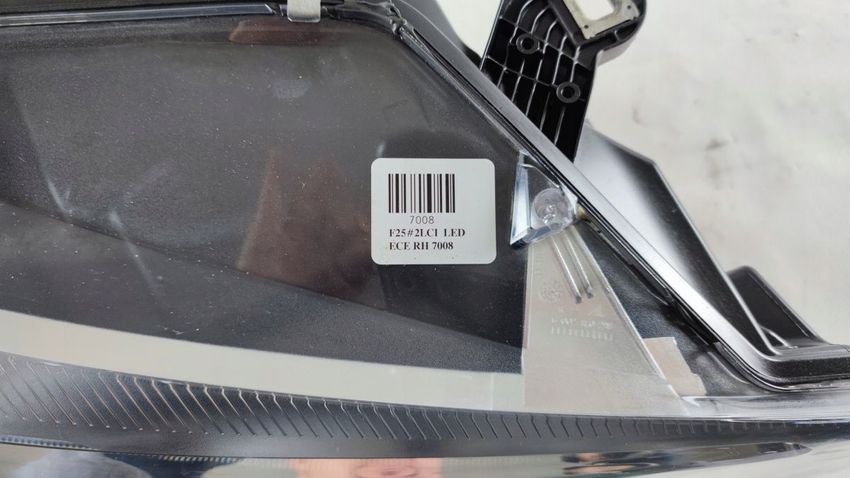 7008
F25#2LCI LED
ECE RH 7008